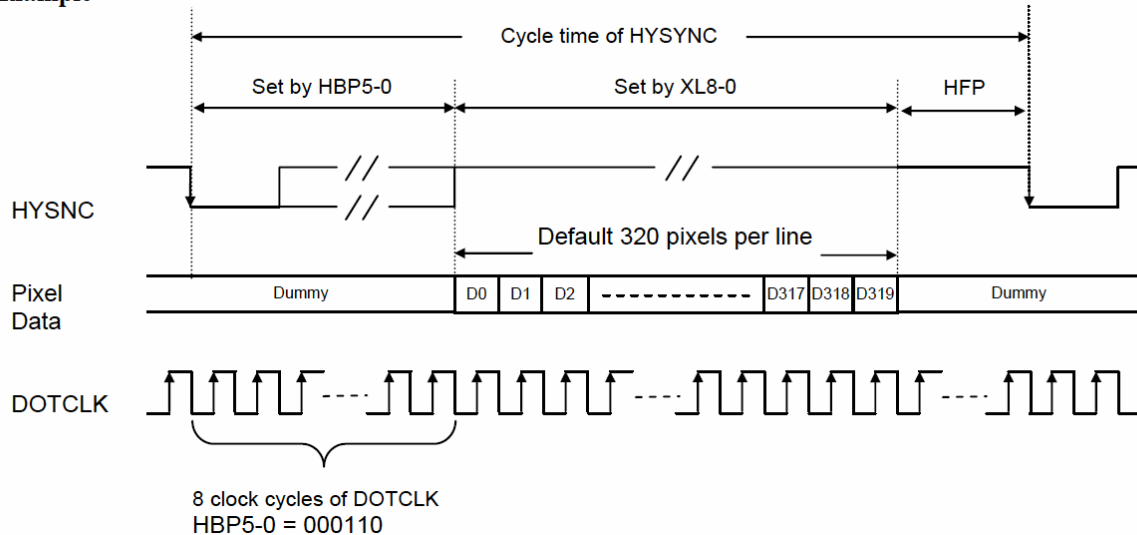 Cycle time of HYSYNC
Set by HBP5-0 Set by XL8-0 HFP
HYSNC
Default 320 pixels per line
Pixel Data
Dummy D0 D1 D2 D317 D318 D319 Dummy
DOTCLK
8 clock cycles of DOTCLK
HBP5-0 = 000110